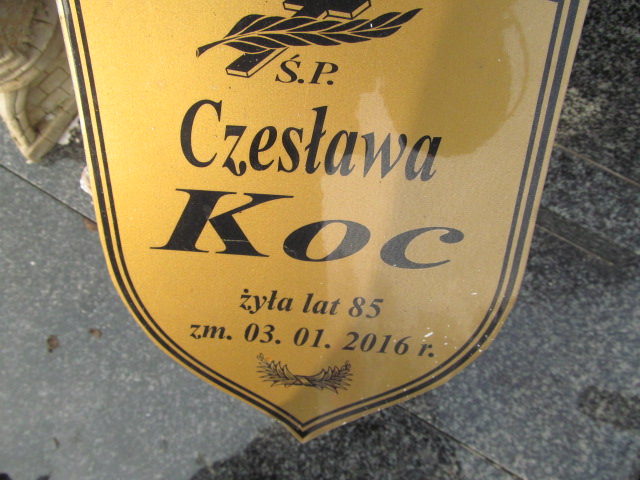 Ś.P.
Czesława
Koc
żyła lat 85
zm. 03. 01. 2016 r.